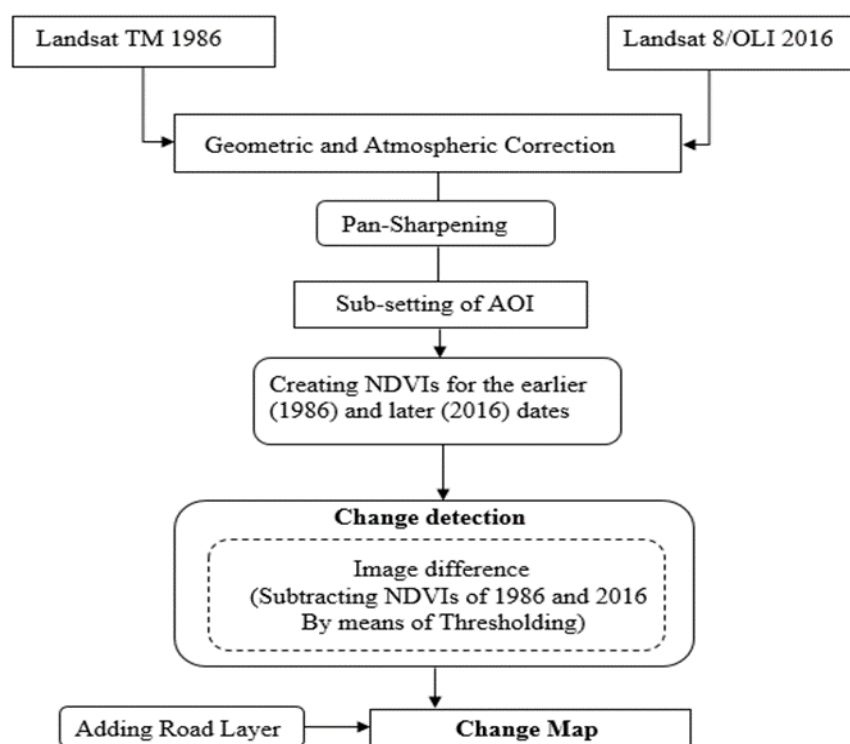 Landsat TM 1986
Landsat 8/OLI 2016
Geometric and Atmospheric Correction
Pan-Sharpening
Sub-setting of AOI
Creating NDVIs for the earlier
(1986) and later (2016) dates
Change detection
Image difference
(Subtracting NDVIs of 1986 and 2016
By means of Thresholding)
Adding Road Layer
Change Map